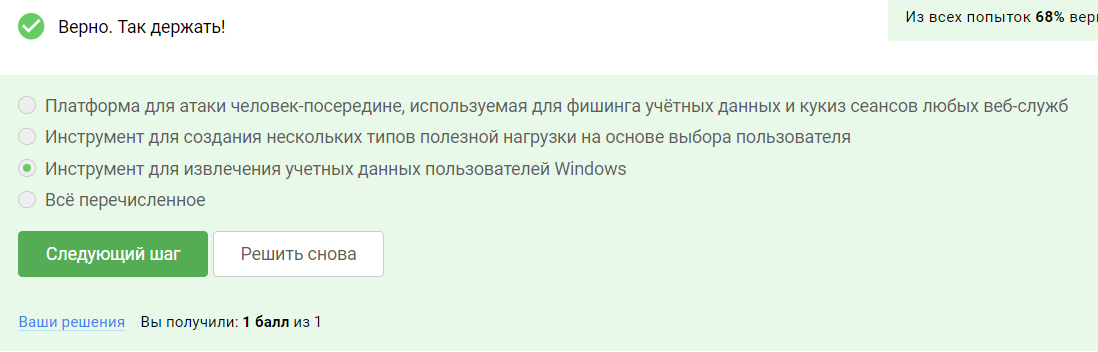 Верно. Так держать!
Из всех попыток 68%
Платформа для атаки человек-посередине, используемая для фишинга учётных данных и кукиз сеансов любых веб-служб
Инструмент для создания нескольких типов полезной нагрузки на основе выбора пользователя
Инструмент для извлечения учетных данных пользователей Windows
Всё перечисленное
Следующий шаг
Решить снова
Ваши решения Вы получили: 1 балл из 1